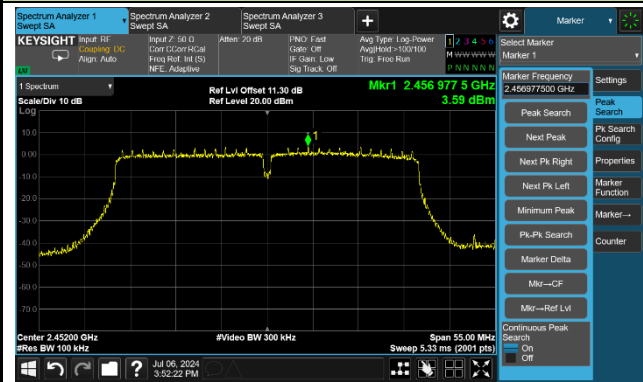 Spectrum Analyzer 1
Swept SA
Spectrum Analyzer 2
Swept SA
Spectrum Analyzer 3
Swept SA
+
Marker
KEYSIGHT
Input: RF
Coupling: DC
Align: Auto
Input Z: 50 Ω
Corr CCorr RCal
Freq Ref: Int (S)
NFE: Adaptive
Atten: 20 dB
PNO: Fast
Gate: Off
IF Gain: Low
Sig Track: Off
Avg Type: Log-Power
Avg|Hold:>100/100
Trig: Free Run
1 2 3 4 5 6
M W W W W W
P N N N N N
LXI
Select Marker
Marker 1
1 Spectrum
Scale/Div 10 dB
Log
Ref Lvl Offset 11.30 dB
Ref Level 20.00 dBm
Mkr1 2.456 977 5 GHz
3.59 dBm
1
10.0
0.00
-10.0
-20.0
-30.0
-40.0
-50.0
-60.0
-70.0
Center 2.45200 GHz
#Res BW 100 kHz
#Video BW 300 kHz
Span 55.00 MHz
Sweep 5.33 ms (2001 pts)
Marker Frequency
2.456977500 GHz
Peak Search
Next Peak
Next Pk Right
Next Pk Left
Minimum Peak
Pk-Pk Search
Marker Delta
Mkr→CF
Mkr→Ref Lvl
Continuous Peak
Search
On
Off
Settings
Peak
Search
Pk Search
Config
Properties
Marker
Function
Marker→
Counter
?
Jul 06, 2024
3:52:22 PM